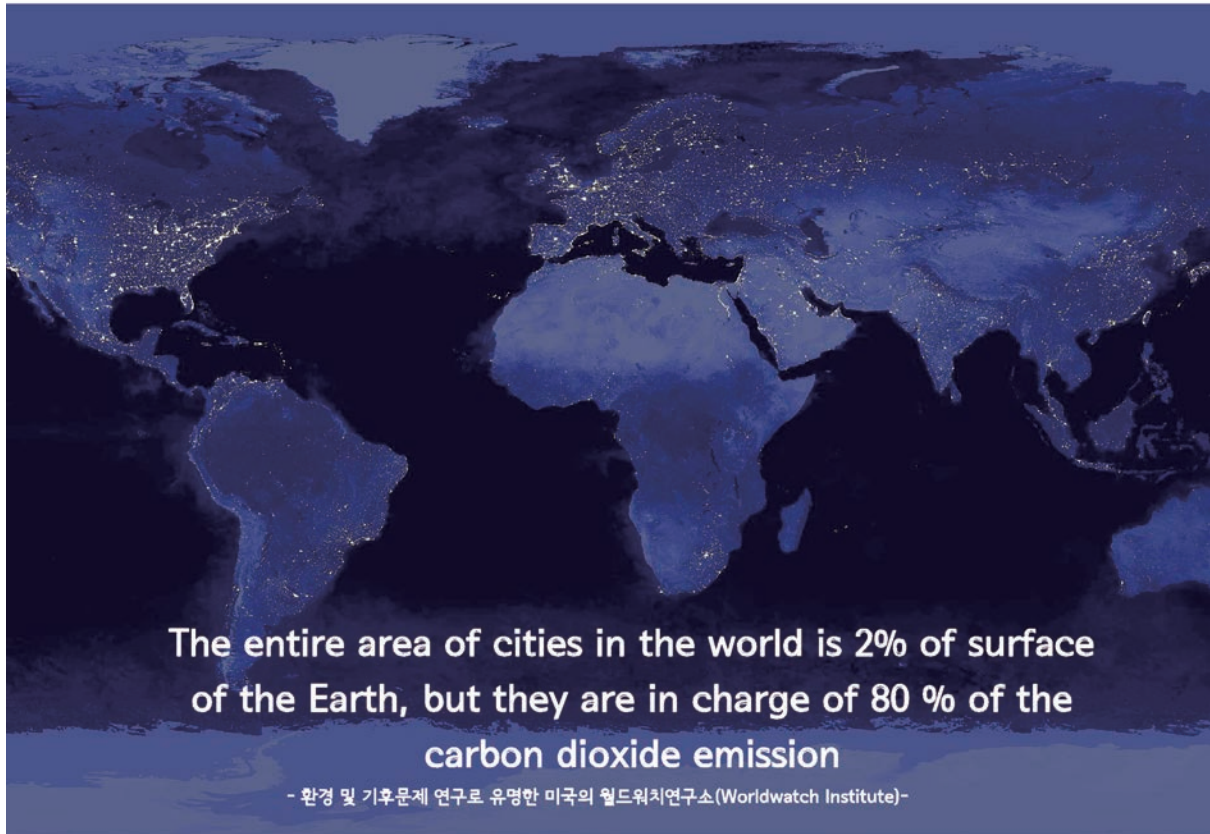 The entire area of cities in the world is 2% of surface
of the Earth, but they are in charge of 80 % of the
carbon dioxide emission
- 환경 및 기후문제 연구로 유명한 미국의 월드워치연구소(Worldwatch Institute)-